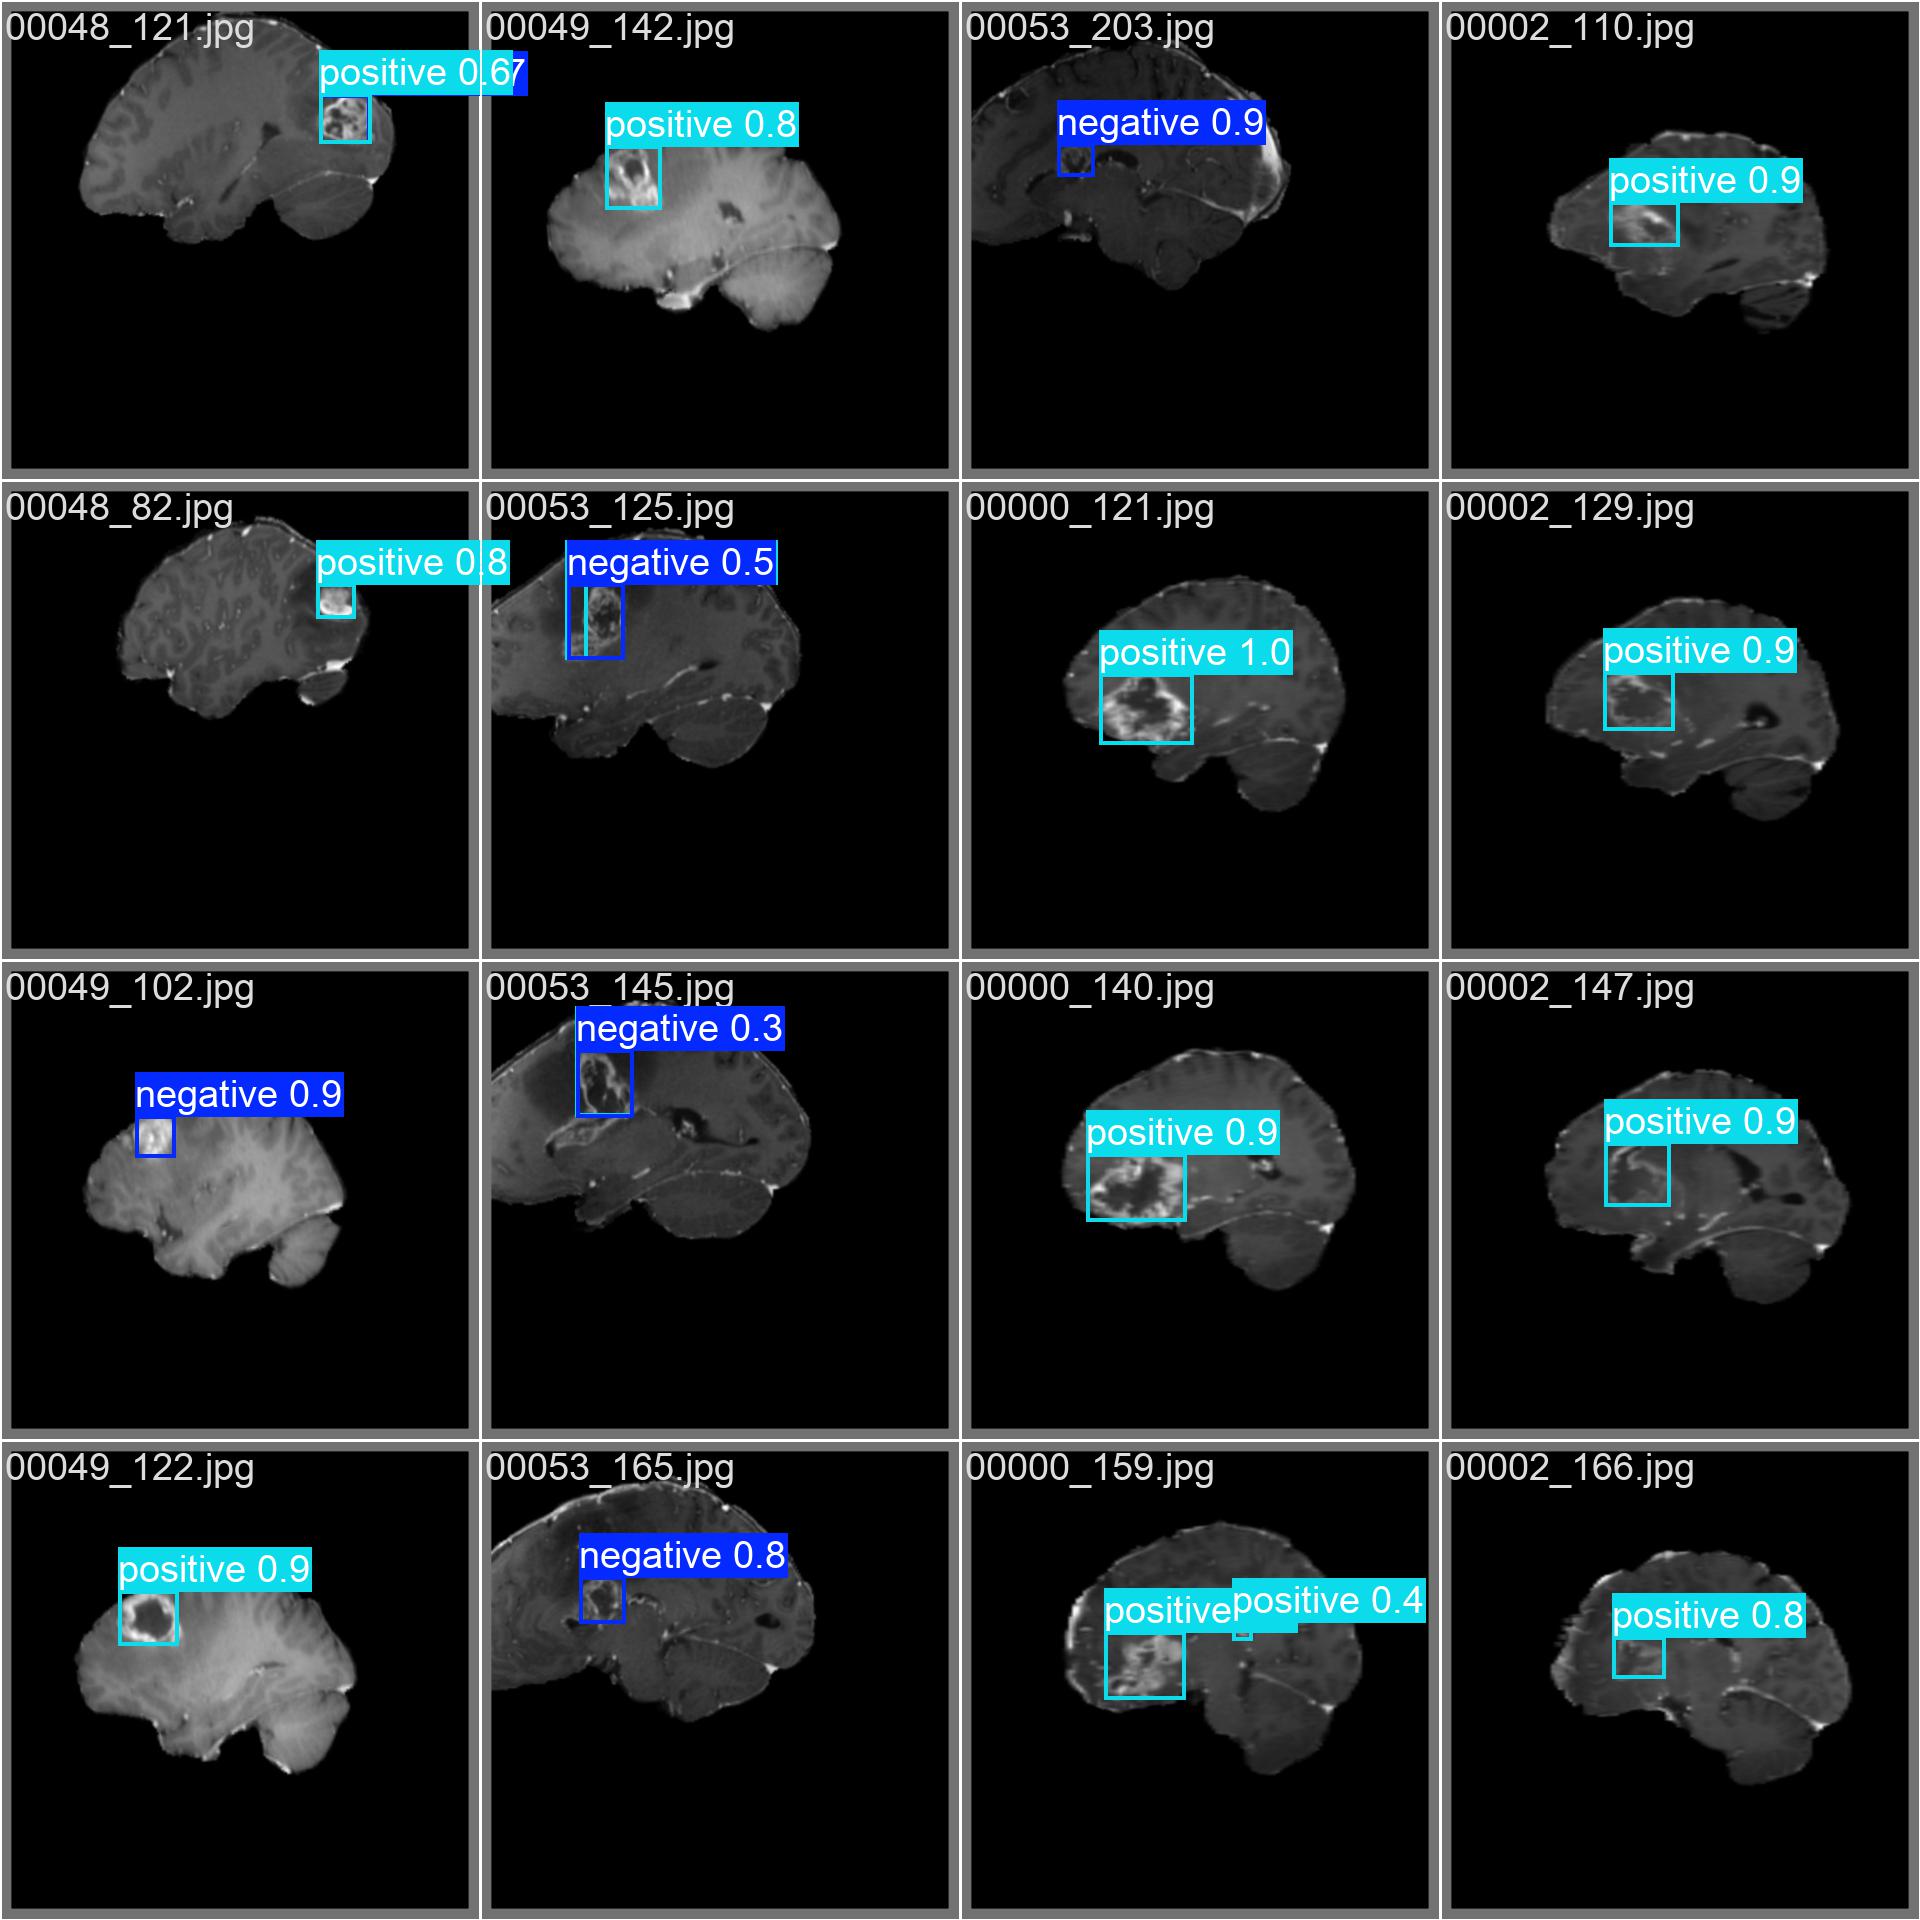 00048_121.jpg
positive 0.6
7
00049_142.jpg
positive 0.8
00053_203.jpg
negative 0.9
00002_110.jpg
positive 0.9
00048_82.jpg
positive 0.8
00053_125.jpg
negative 0.5
00000_121.jpg
positive 1.0
00002_129.jpg
positive 0.9
00049_102.jpg
negative 0.9
00053_145.jpg
negative 0.3
00000_140.jpg
positive 0.9
00002_147.jpg
positive 0.9
00049_122.jpg
positive 0.9
00053_165.jpg
negative 0.8
00000_159.jpg
positive
positive 0.4
00002_166.jpg
positive 0.8